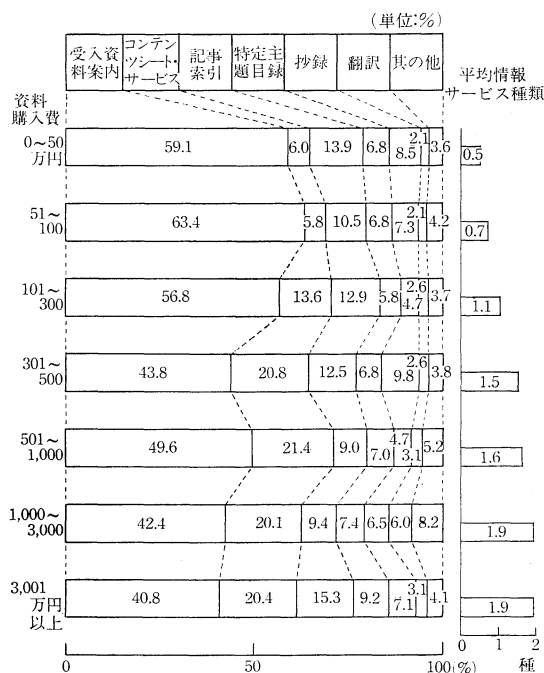 (単位:%)
受入資料案内
コンテンツシート・サービス
記事索引
特定主題目録
抄録
翻訳
其の他
平均情報サービス種類
資料購入費
0~50万円
59.1 6.0 13.9 6.8 8.5 2.1 3.6
0.5
51~100
63.4 5.8 10.5 6.8 7.3 2.1 4.2
0.7
101~300
56.8 13.6 12.9 5.8 4.7 2.6 3.7
1.1
301~500
43.8 20.8 12.5 6.8 9.8 2.6 3.8
1.5
501~1,000
49.6 21.4 9.0 7.0 4.7 3.1 5.2
1.6
1,000~3,000
42.4 20.1 9.4 7.4 6.5 6.0 8.2
1.9
3,001万円以上
40.8 20.4 15.3 9.2 7.1 3.1 4.1
1.9
0 50 100(%)
0 1 2
種